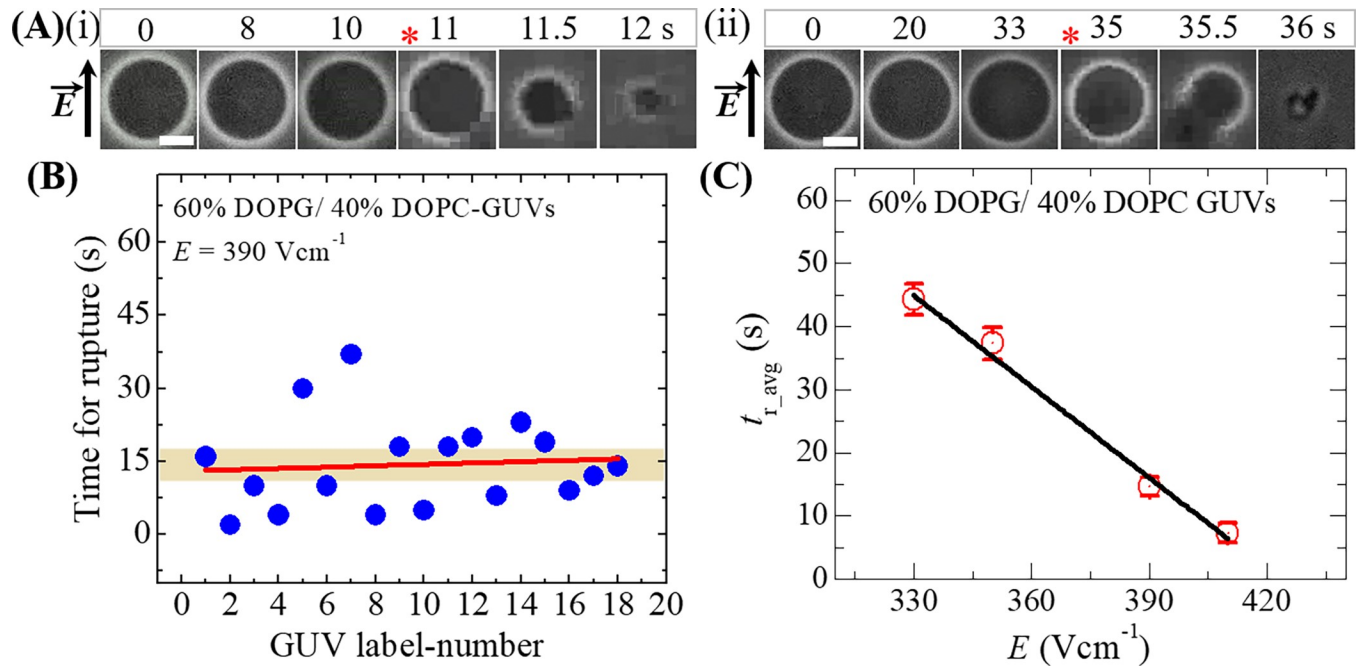 (A)(i) 0 8 10 * 11 11.5 12 s
E
(ii) 0 20 33 * 35 35.5 36 s
E
(B)
60% DOPG/ 40% DOPC-GUVs
E = 390 Vcm⁻¹
Time for rupture (s)
60
45
30
15
0
0 2 4 6 8 10 12 14 16 18 20
GUV label-number
(C)
60% DOPG/ 40% DOPC GUVs
t r_avg (s)
60
50
40
30
20
10
0
330 360 390 420
E (Vcm⁻¹)